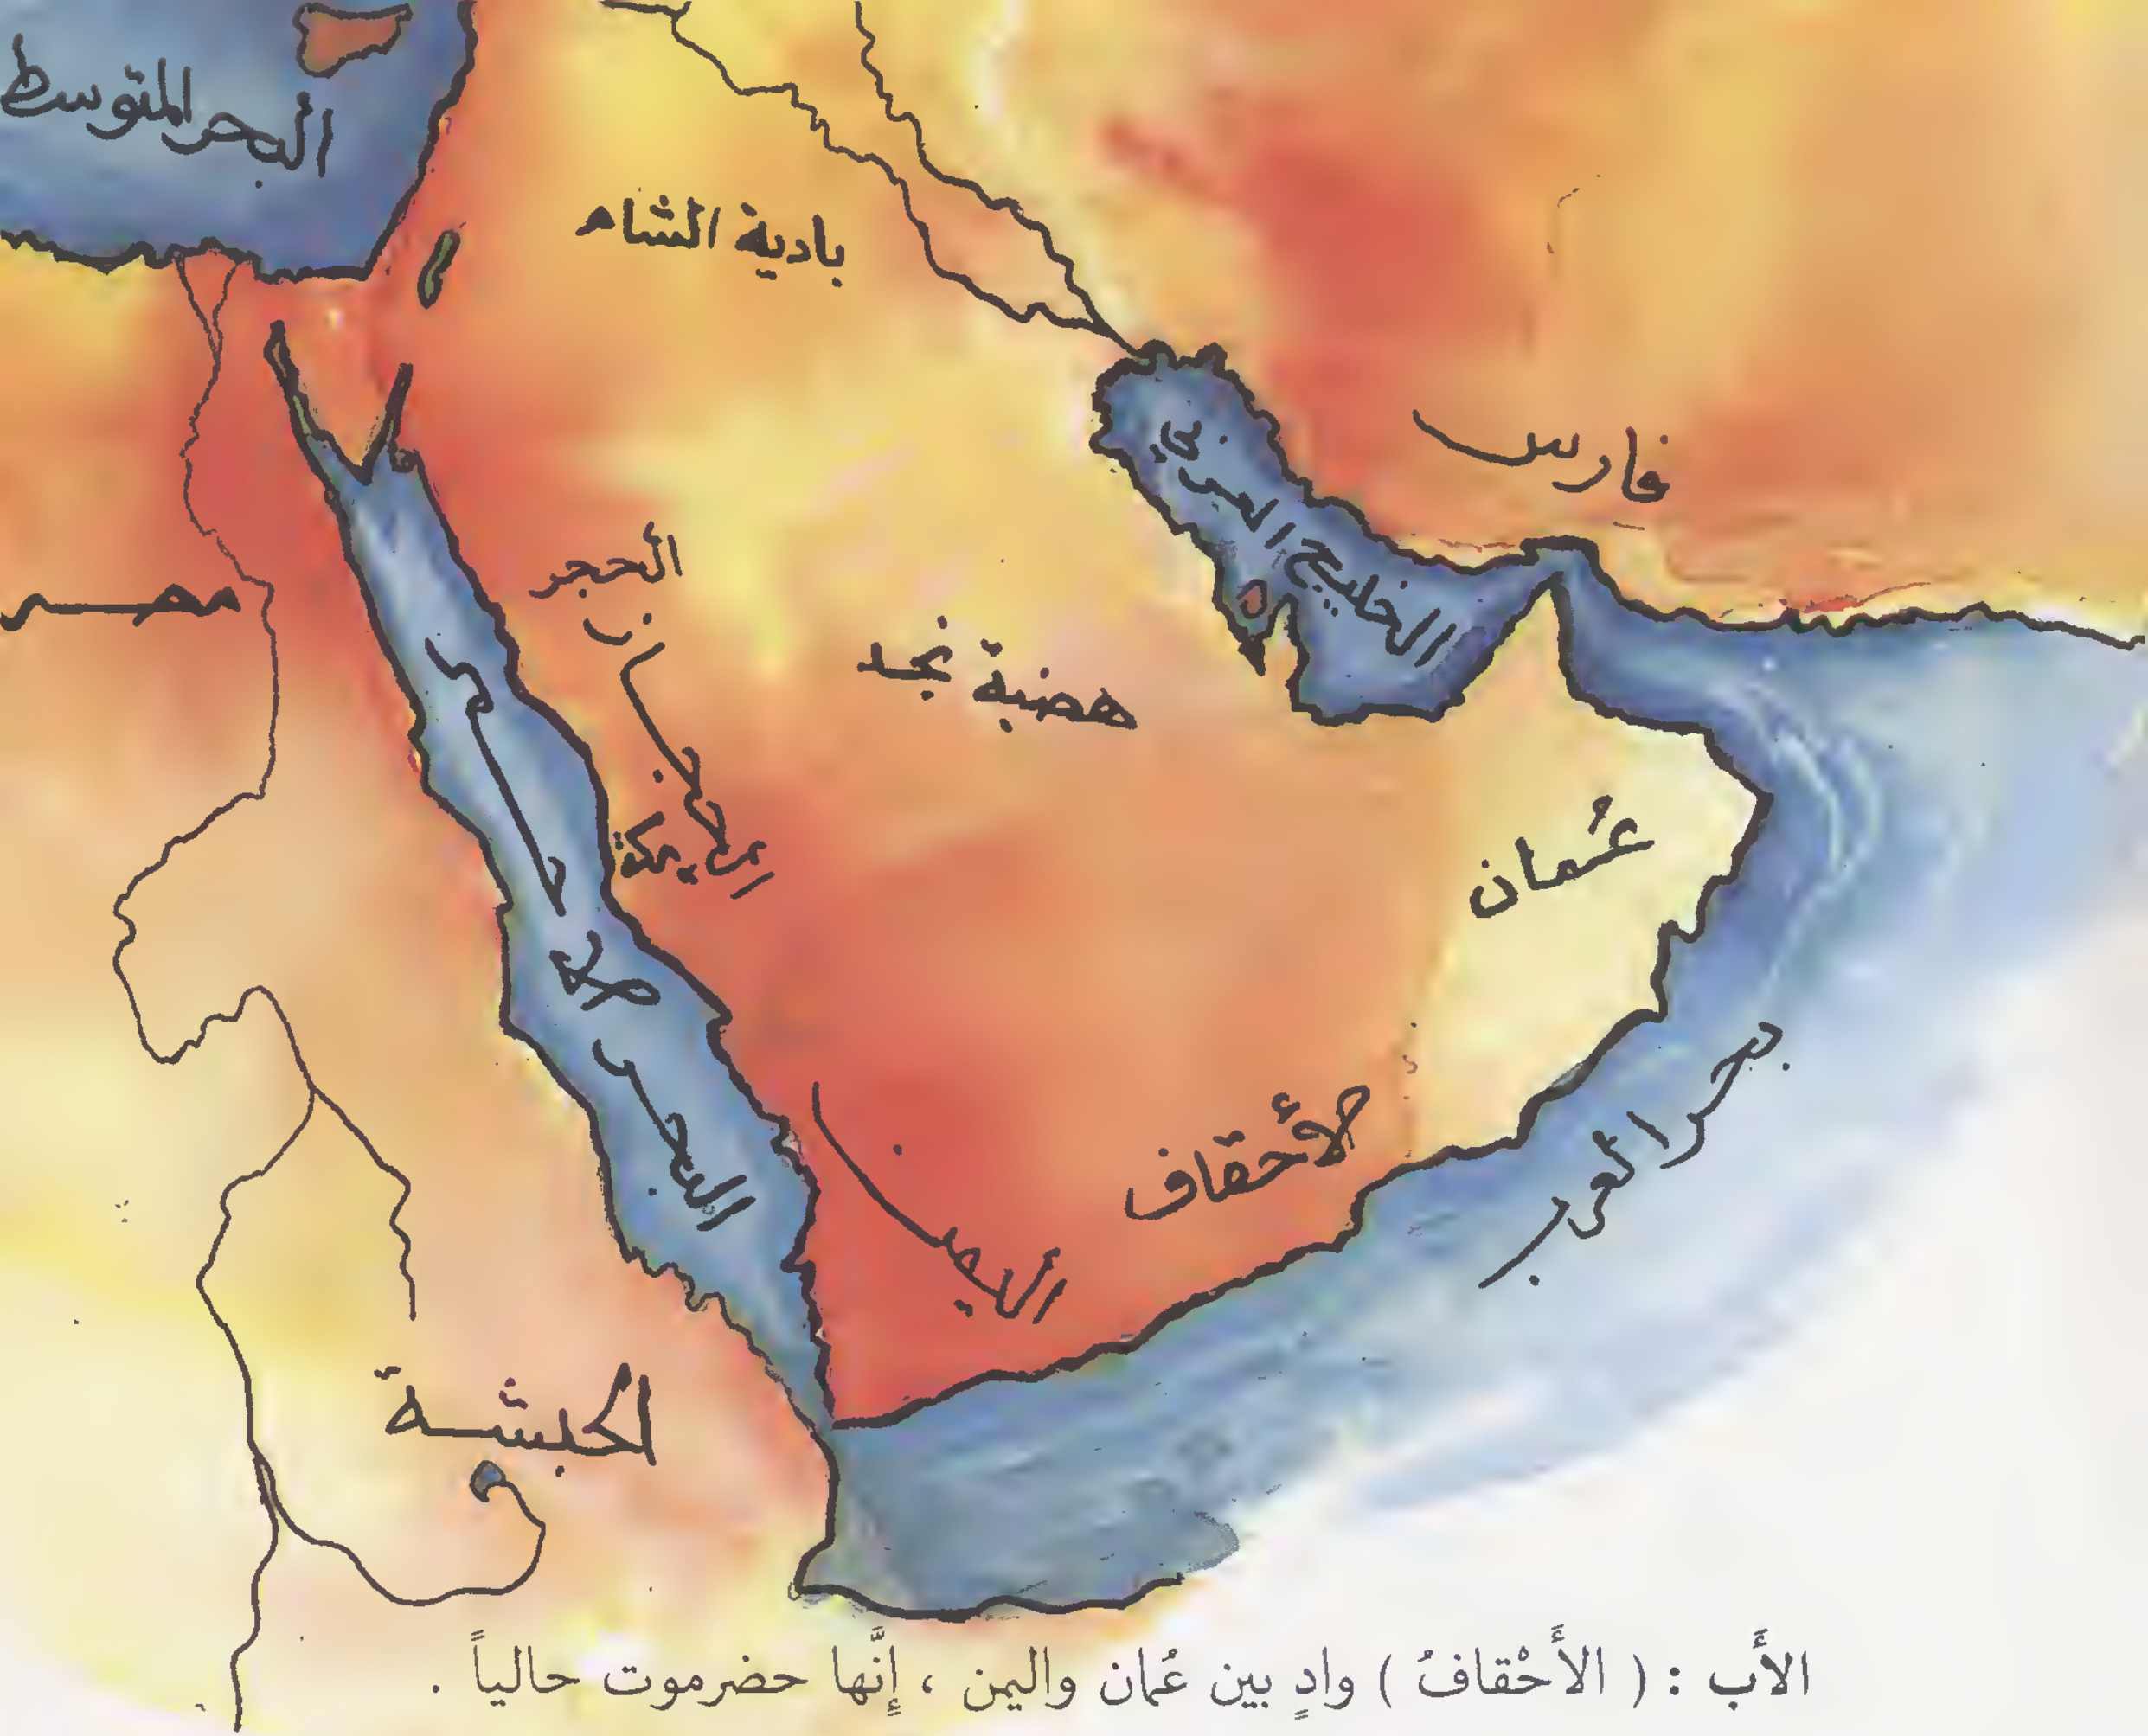 البحر المتوسط
بادية الشام
فارس
الخليج العربي
الحجر
مصر
هضبة نجد
مكة
عُمان
البحر الأحمر
بحر العرب
الأحقاف
اليمن
الحبشة
الأَب : ( الأَحْقافُ ) وادٍ بين عُمان واليمن ، إِنَّها حضرموت حالياً .